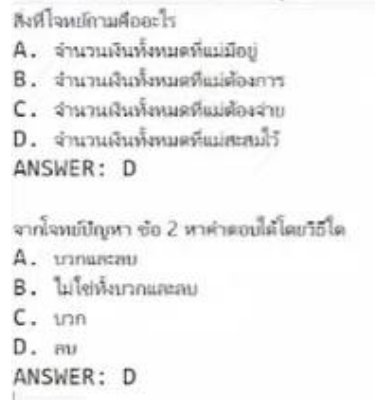 สิ่งที่โจทย์ถามคืออะไร
A. จำนวนเงินทั้งหมดที่แม่มีอยู่
B. จำนวนเงินทั้งหมดที่แม่ต้องการ
C. จำนวนเงินทั้งหมดที่แม่ต้องจ่าย
D. จำนวนเงินทั้งหมดที่แม่สะสมไว้
ANSWER: D
จากโจทย์ปัญหา ข้อ 2 หาคำตอบได้โดยวิธีใด
A. บวกและลบ
B. ไม่ใช่ทั้งบวกและลบ
C. บวก
D. ลบ
ANSWER: D